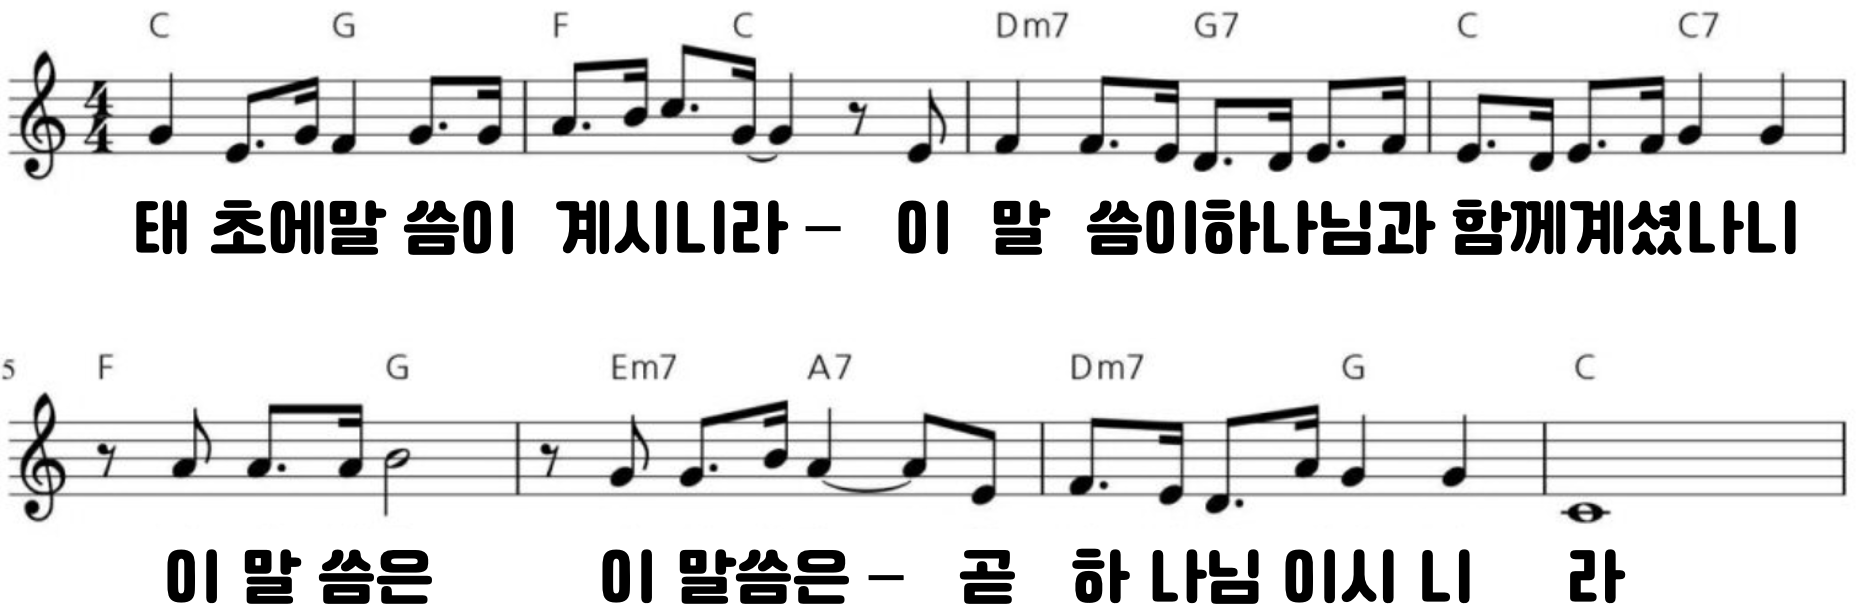 C G F C Dm7 G7 C C7
4
4
태 초에말 씀이 계시니라 – 이 말 씀이하나님과 함께계셨나니
5 F G Em7 A7 Dm7 G C
이 말 씀은 이 말씀은 – 곧 하 나님 이시 니 라